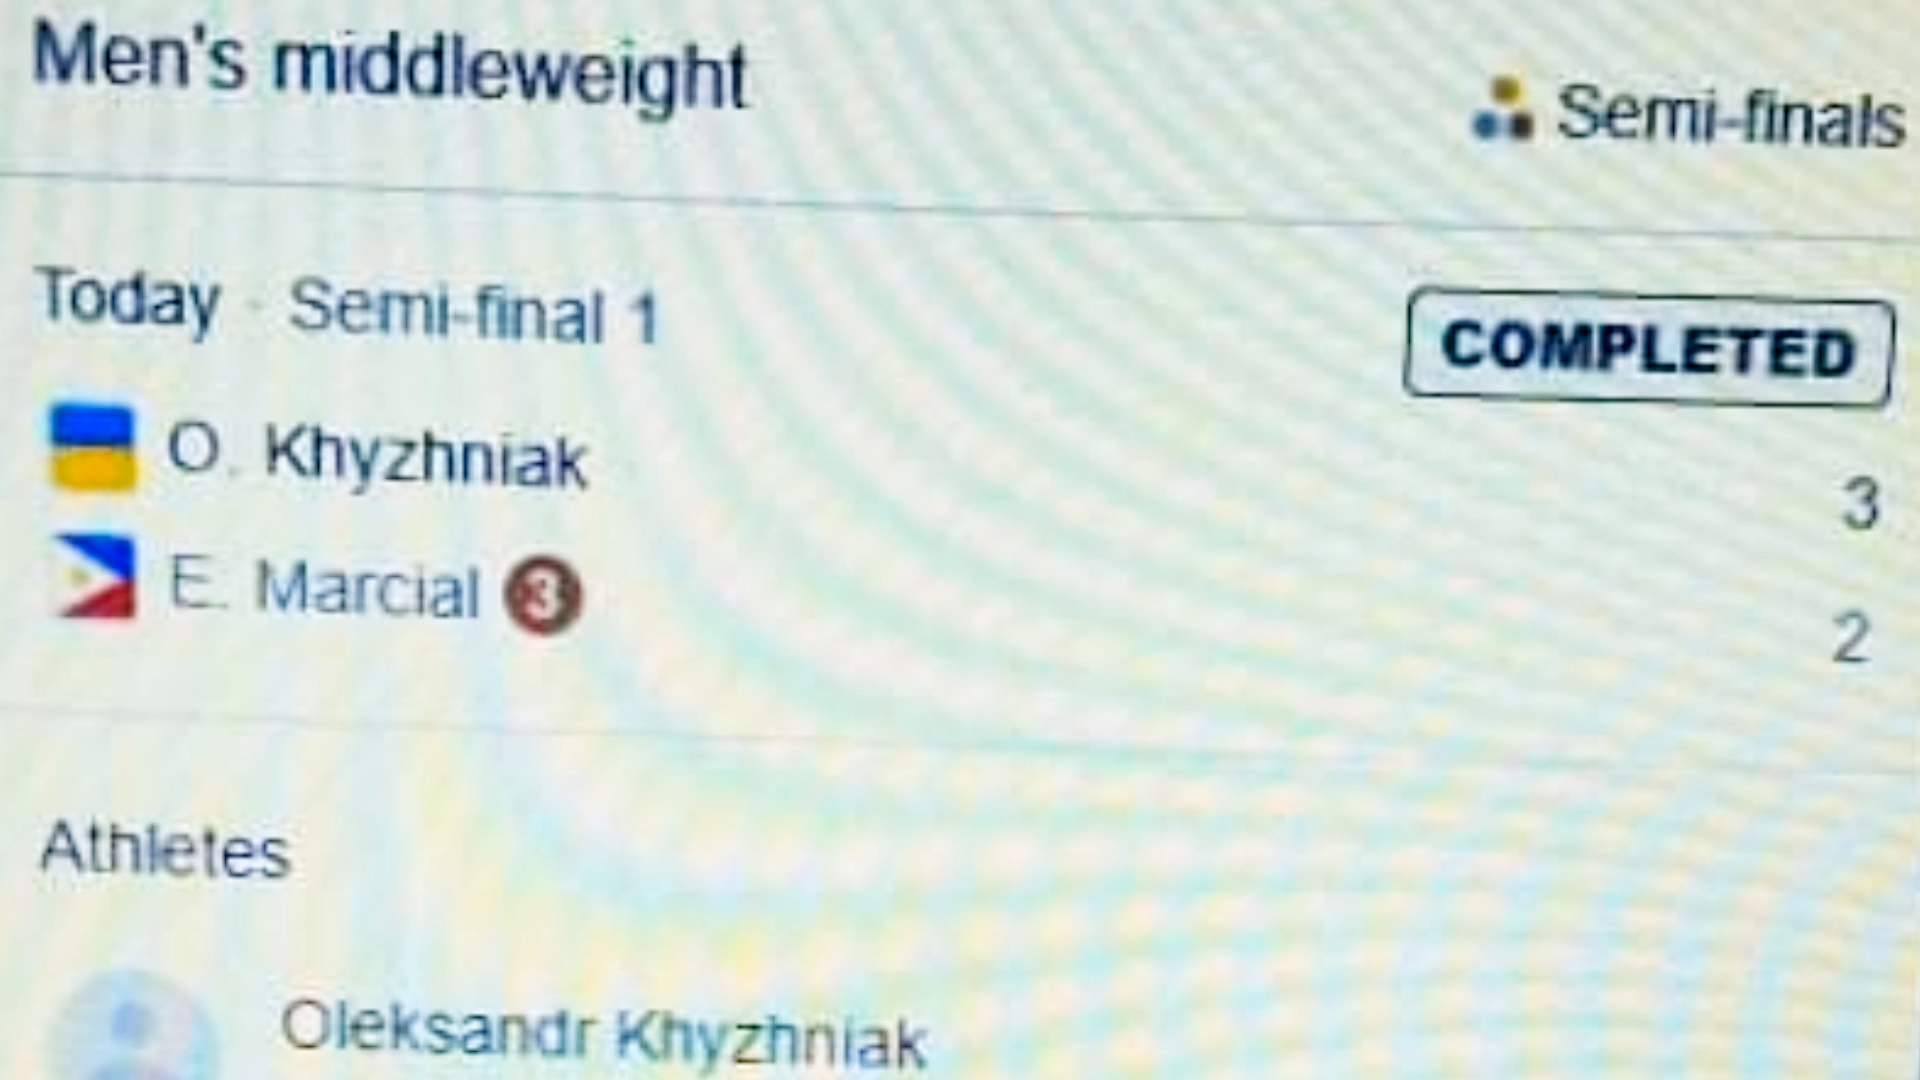 Men's middleweight
Semi-finals
Today · Semi-final 1
COMPLETED
O. Khyzhniak
3
E. Marcial 3
2
Athletes
Oleksandr Khyzhniak